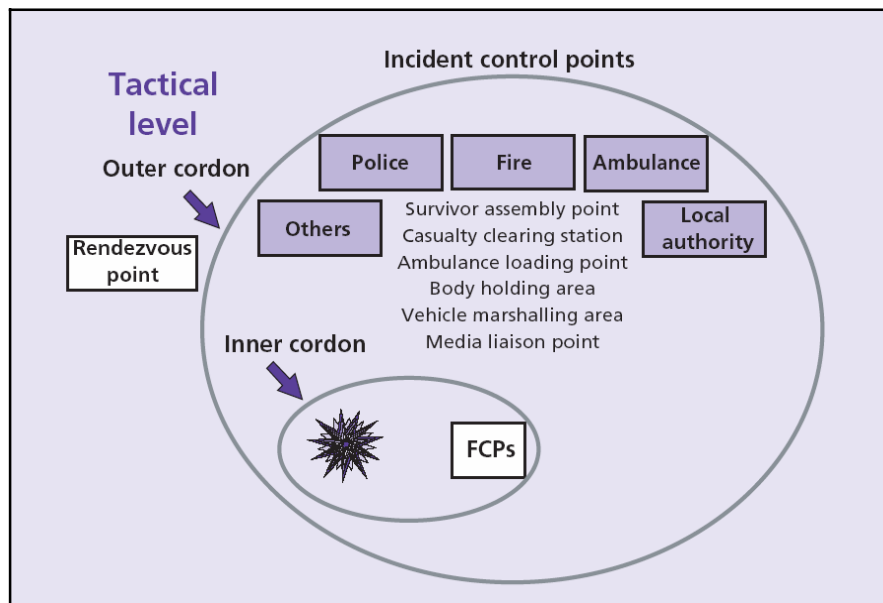 Incident control points
Tactical
level
Outer cordon
Police
Fire
Ambulance
Rendezvous
point
Others
Survivor assembly point
Casualty clearing station
Ambulance loading point
Body holding area
Vehicle marshalling area
Media liaison point
Local
authority
Inner cordon
FCPs